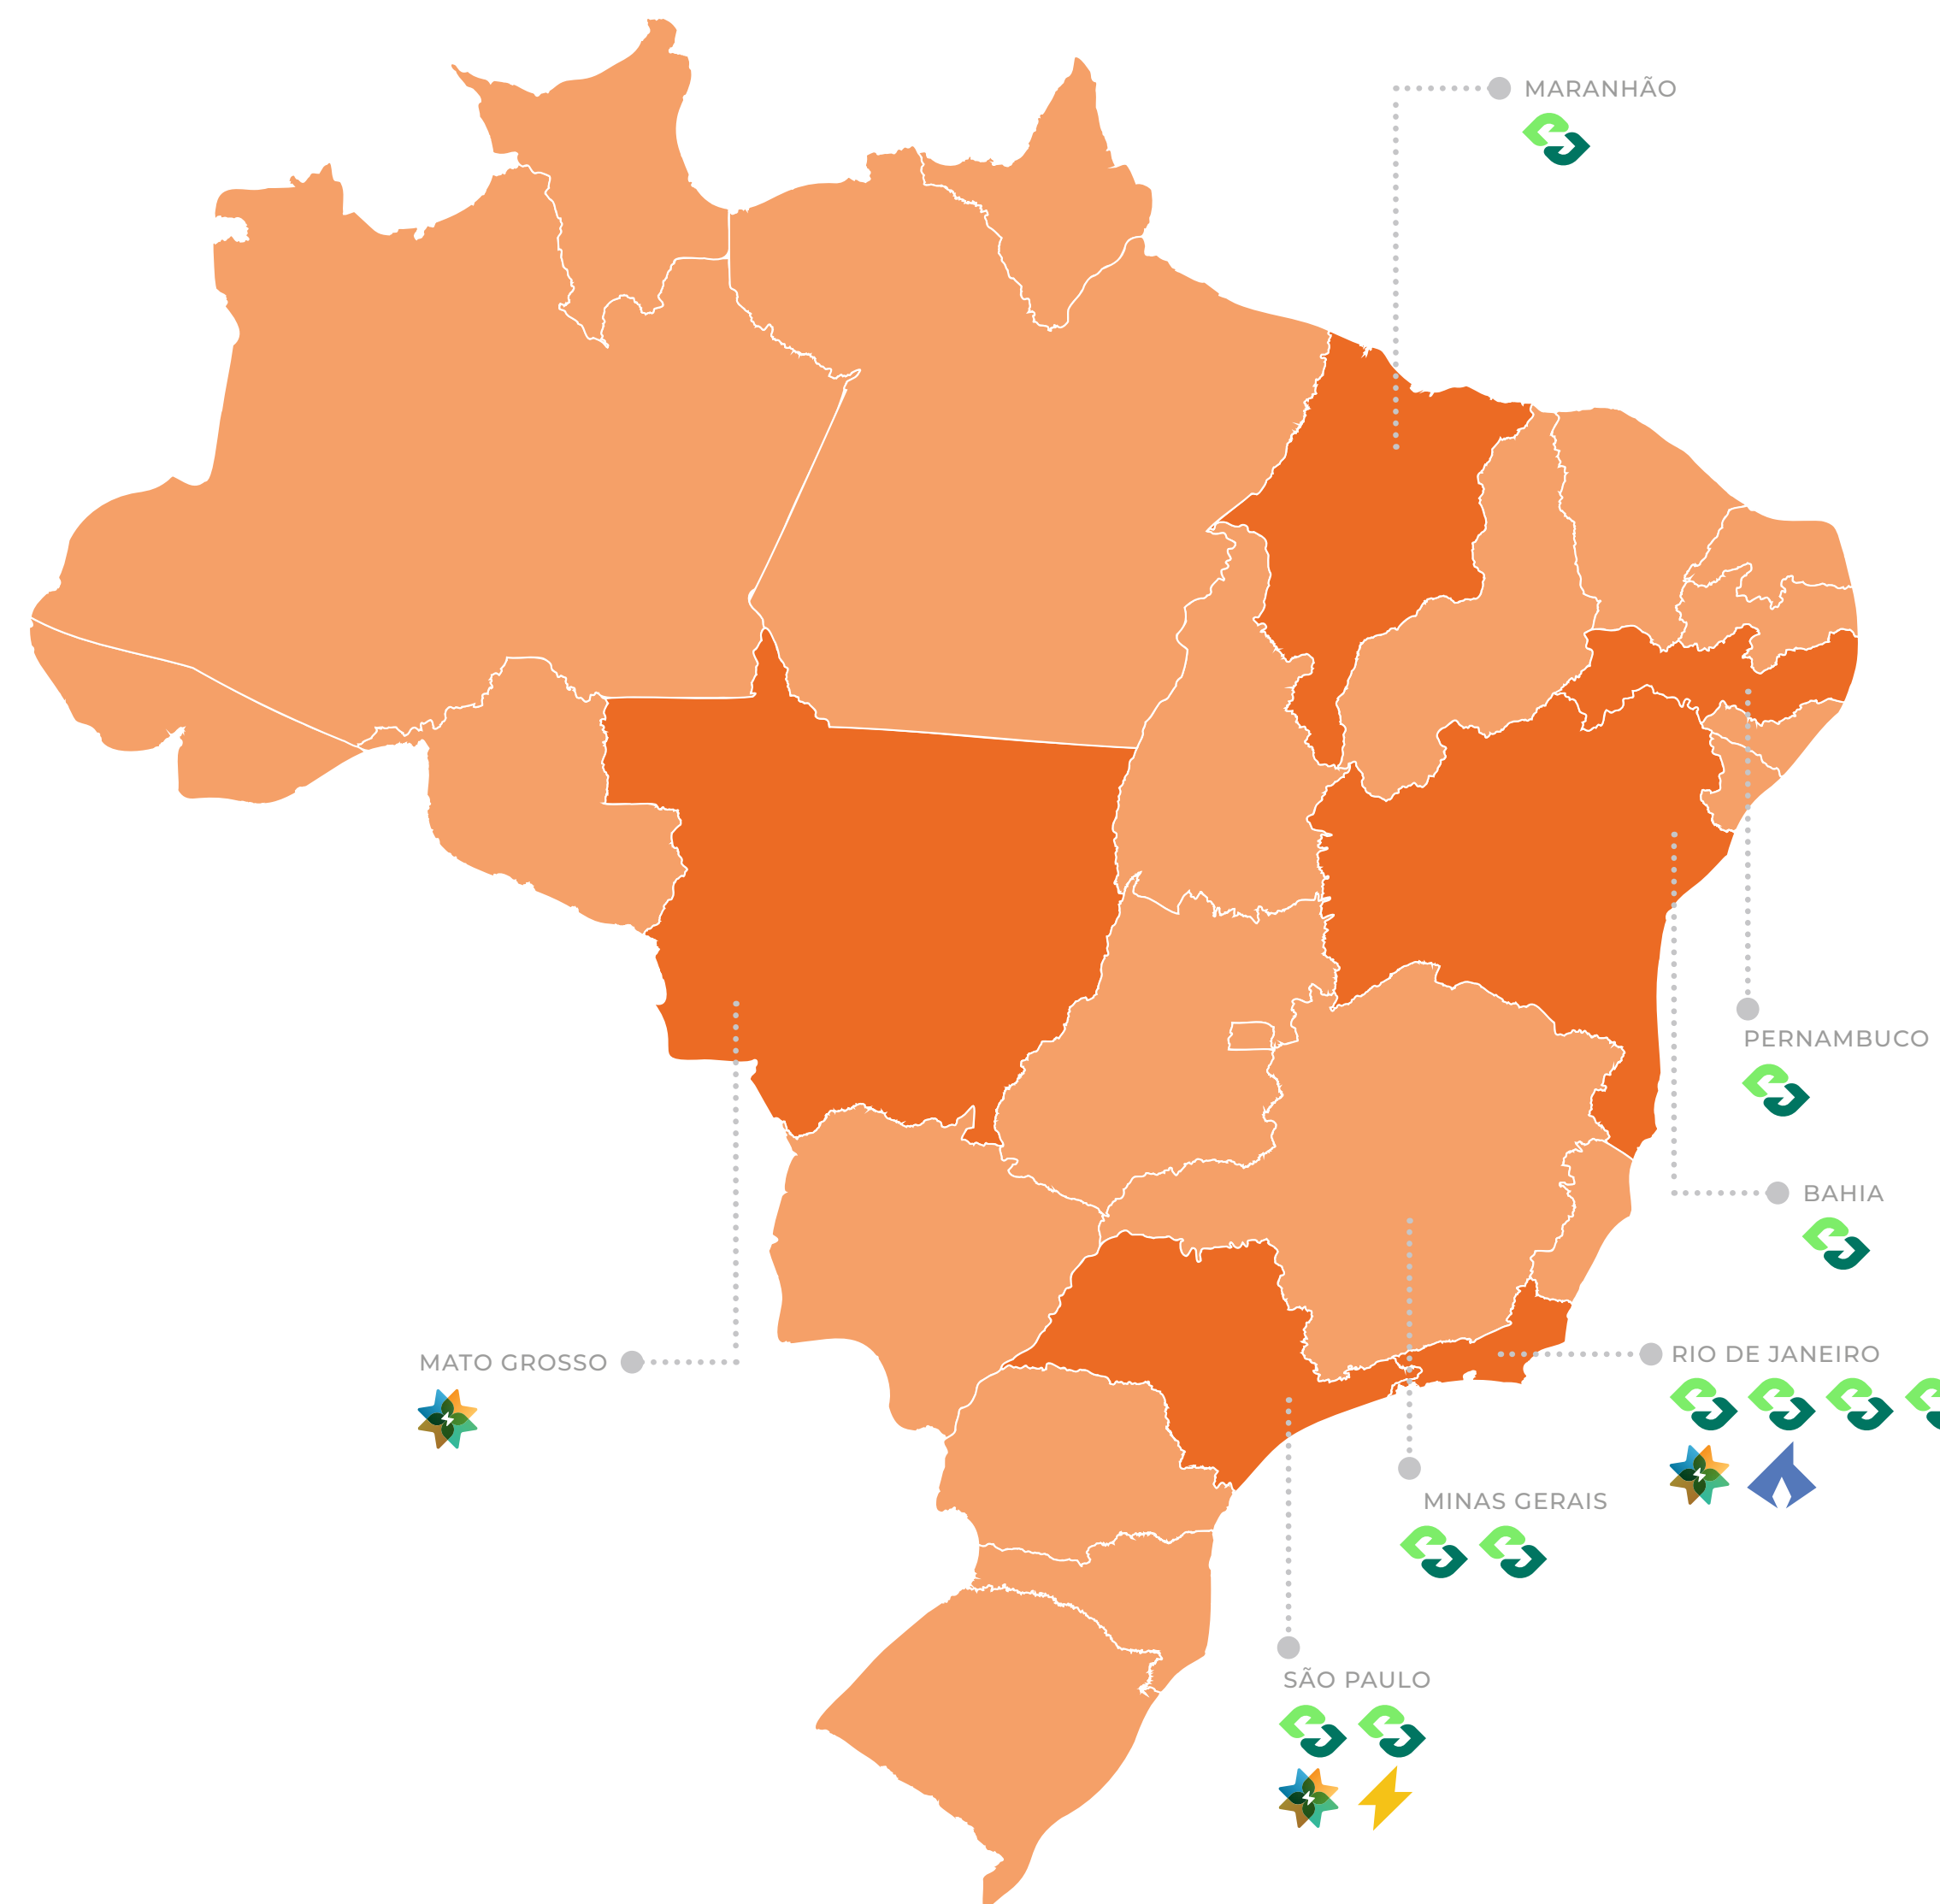 MARANHÃO
PERNAMBUCO
BAHIA
MATO GROSSO
RIO DE JANEIRO
MINAS GERAIS
SÃO PAULO